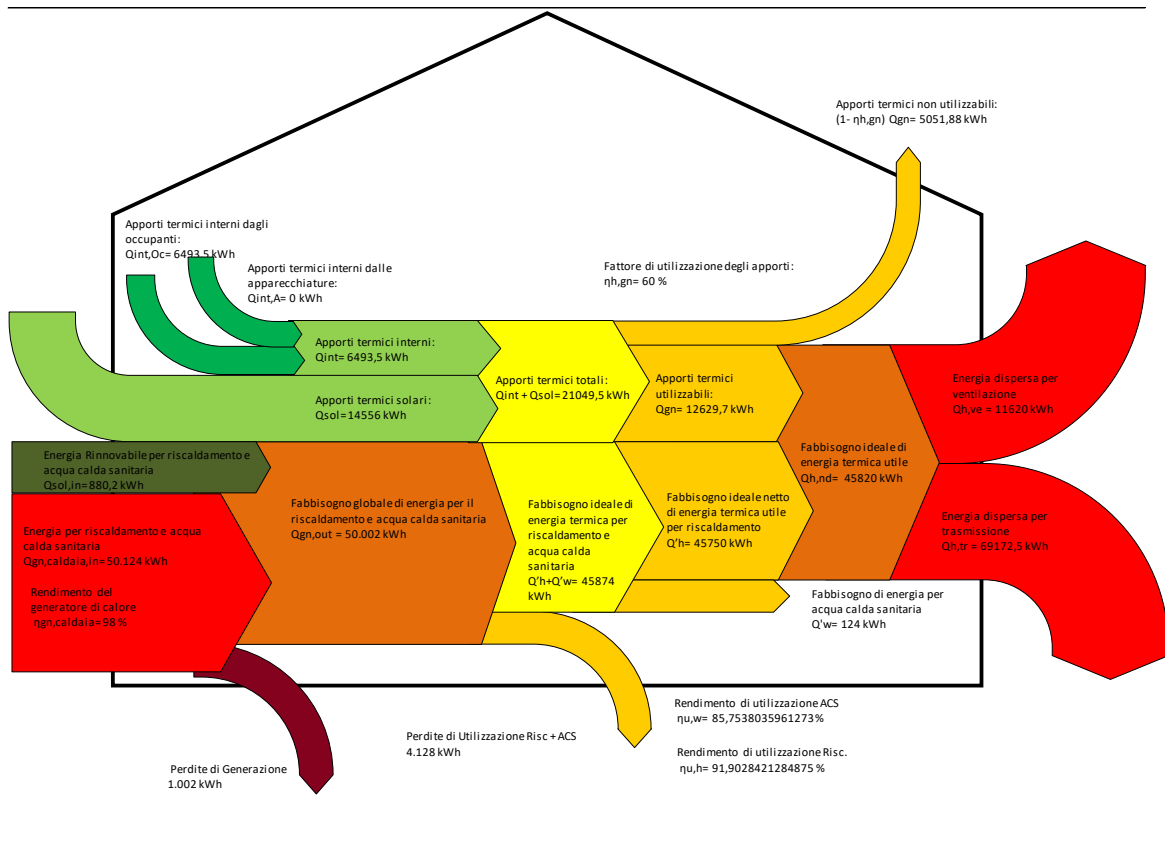 Apporti termici non utilizzabili:
(1- ηh,gn) Qgn= 5051,88 kWh
Apporti termici interni dagli
occupanti:
Qint,Oc= 6493,5 kWh
Apporti termici interni dalle
apparecchiature:
Qint,A= 0 kWh
Fattore di utilizzazione degli apporti:
ηh,gn= 60 %
Apporti termici interni:
Qint= 6493,5 kWh
Apporti termici solari:
Qsol=14556 kWh
Apporti termici totali:
Qint + Qsol=21049,5 kWh
Apporti termici
utilizzabili:
Qgn= 12629,7 kWh
Energia dispersa per
ventilazione
Qh,ve = 11620 kWh
Energia Rinnovabile per riscaldamento e
acqua calda sanitaria
Qsol,in=880,2 kWh
Fabbisogno ideale di
energia termica utile
Qh,nd= 45820 kWh
Energia per riscaldamento e acqua
calda sanitaria
Qgn,caldaia,in=50.124 kWh
Rendimento del
generatore di calore
ηgn,caldaia=98 %
Fabbisogno globale di energia per il
riscaldamento e acqua calda sanitaria
Qgn,out = 50.002 kWh
Fabbisogno ideale di
energia termica per
riscaldamento e
acqua calda
sanitaria
Q'h+Q'w= 45874
kWh
Fabbisogno ideale netto
di energia termica utile
per riscaldamento
Q'h= 45750 kWh
Energia dispersa per
trasmissione
Qh,tr = 69172,5 kWh
Fabbisogno di energia per
acqua calda sanitaria
Q'w= 124 kWh
Rendimento di utilizzazione ACS
ηu,w= 85,7538035961273%
Perdite di Utilizzazione Risc + ACS
4.128 kWh
Rendimento di utilizzazione Risc.
ηu,h= 91,9028421284875 %
Perdite di Generazione
1.002 kWh